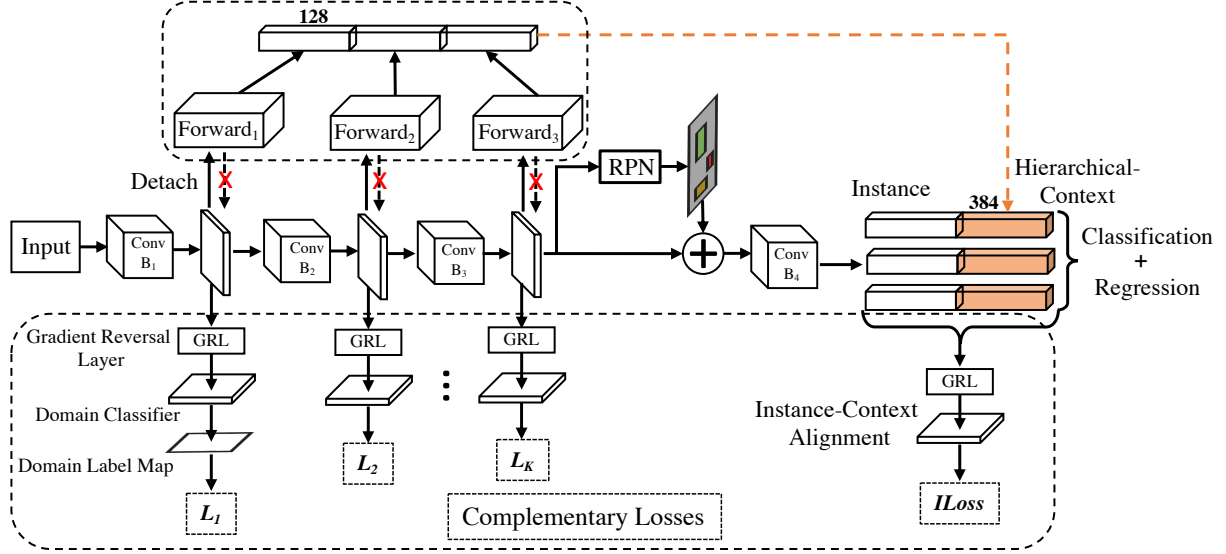 128
Forward1
Forward2
Forward3
Detach
X
X
X
RPN
Instance
Hierarchical-
Context
384
Input
Conv
B1
Conv
B2
Conv
B3
Conv
B4
Classification
+
Regression
Gradient Reversal
Layer
GRL
GRL
GRL
GRL
Domain Classifier
Instance-Context
Alignment
Domain Label Map
L1
L2
LK
ILoss
Complementary Losses